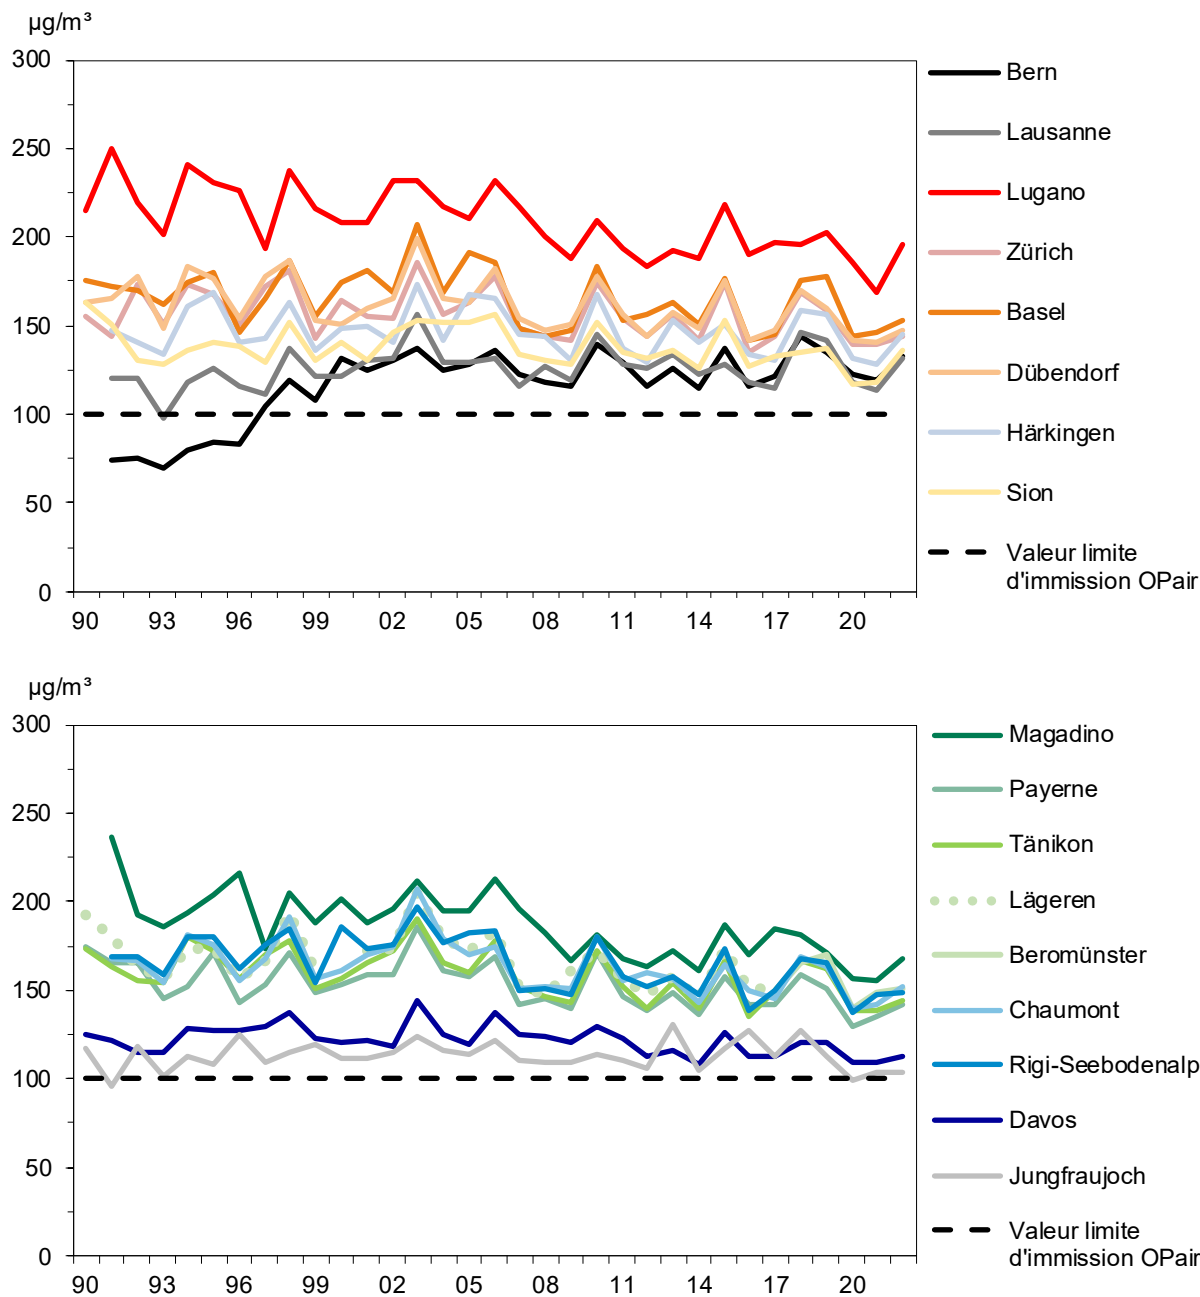 µg/m³
300
250
200
150
100
50
0
90 93 96 99 02 05 08 11 14 17 20
Bern
Lausanne
Lugano
Zürich
Basel
Dübendorf
Härkingen
Sion
Valeur limite
d'immission OPair
µg/m³
300
250
200
150
100
50
0
90 93 96 99 02 05 08 11 14 17 20
Magadino
Payerne
Tänikon
Lägeren
Beromünster
Chaumont
Rigi-Seebodenalp
Davos
Jungfraujoch
Valeur limite
d'immission OPair